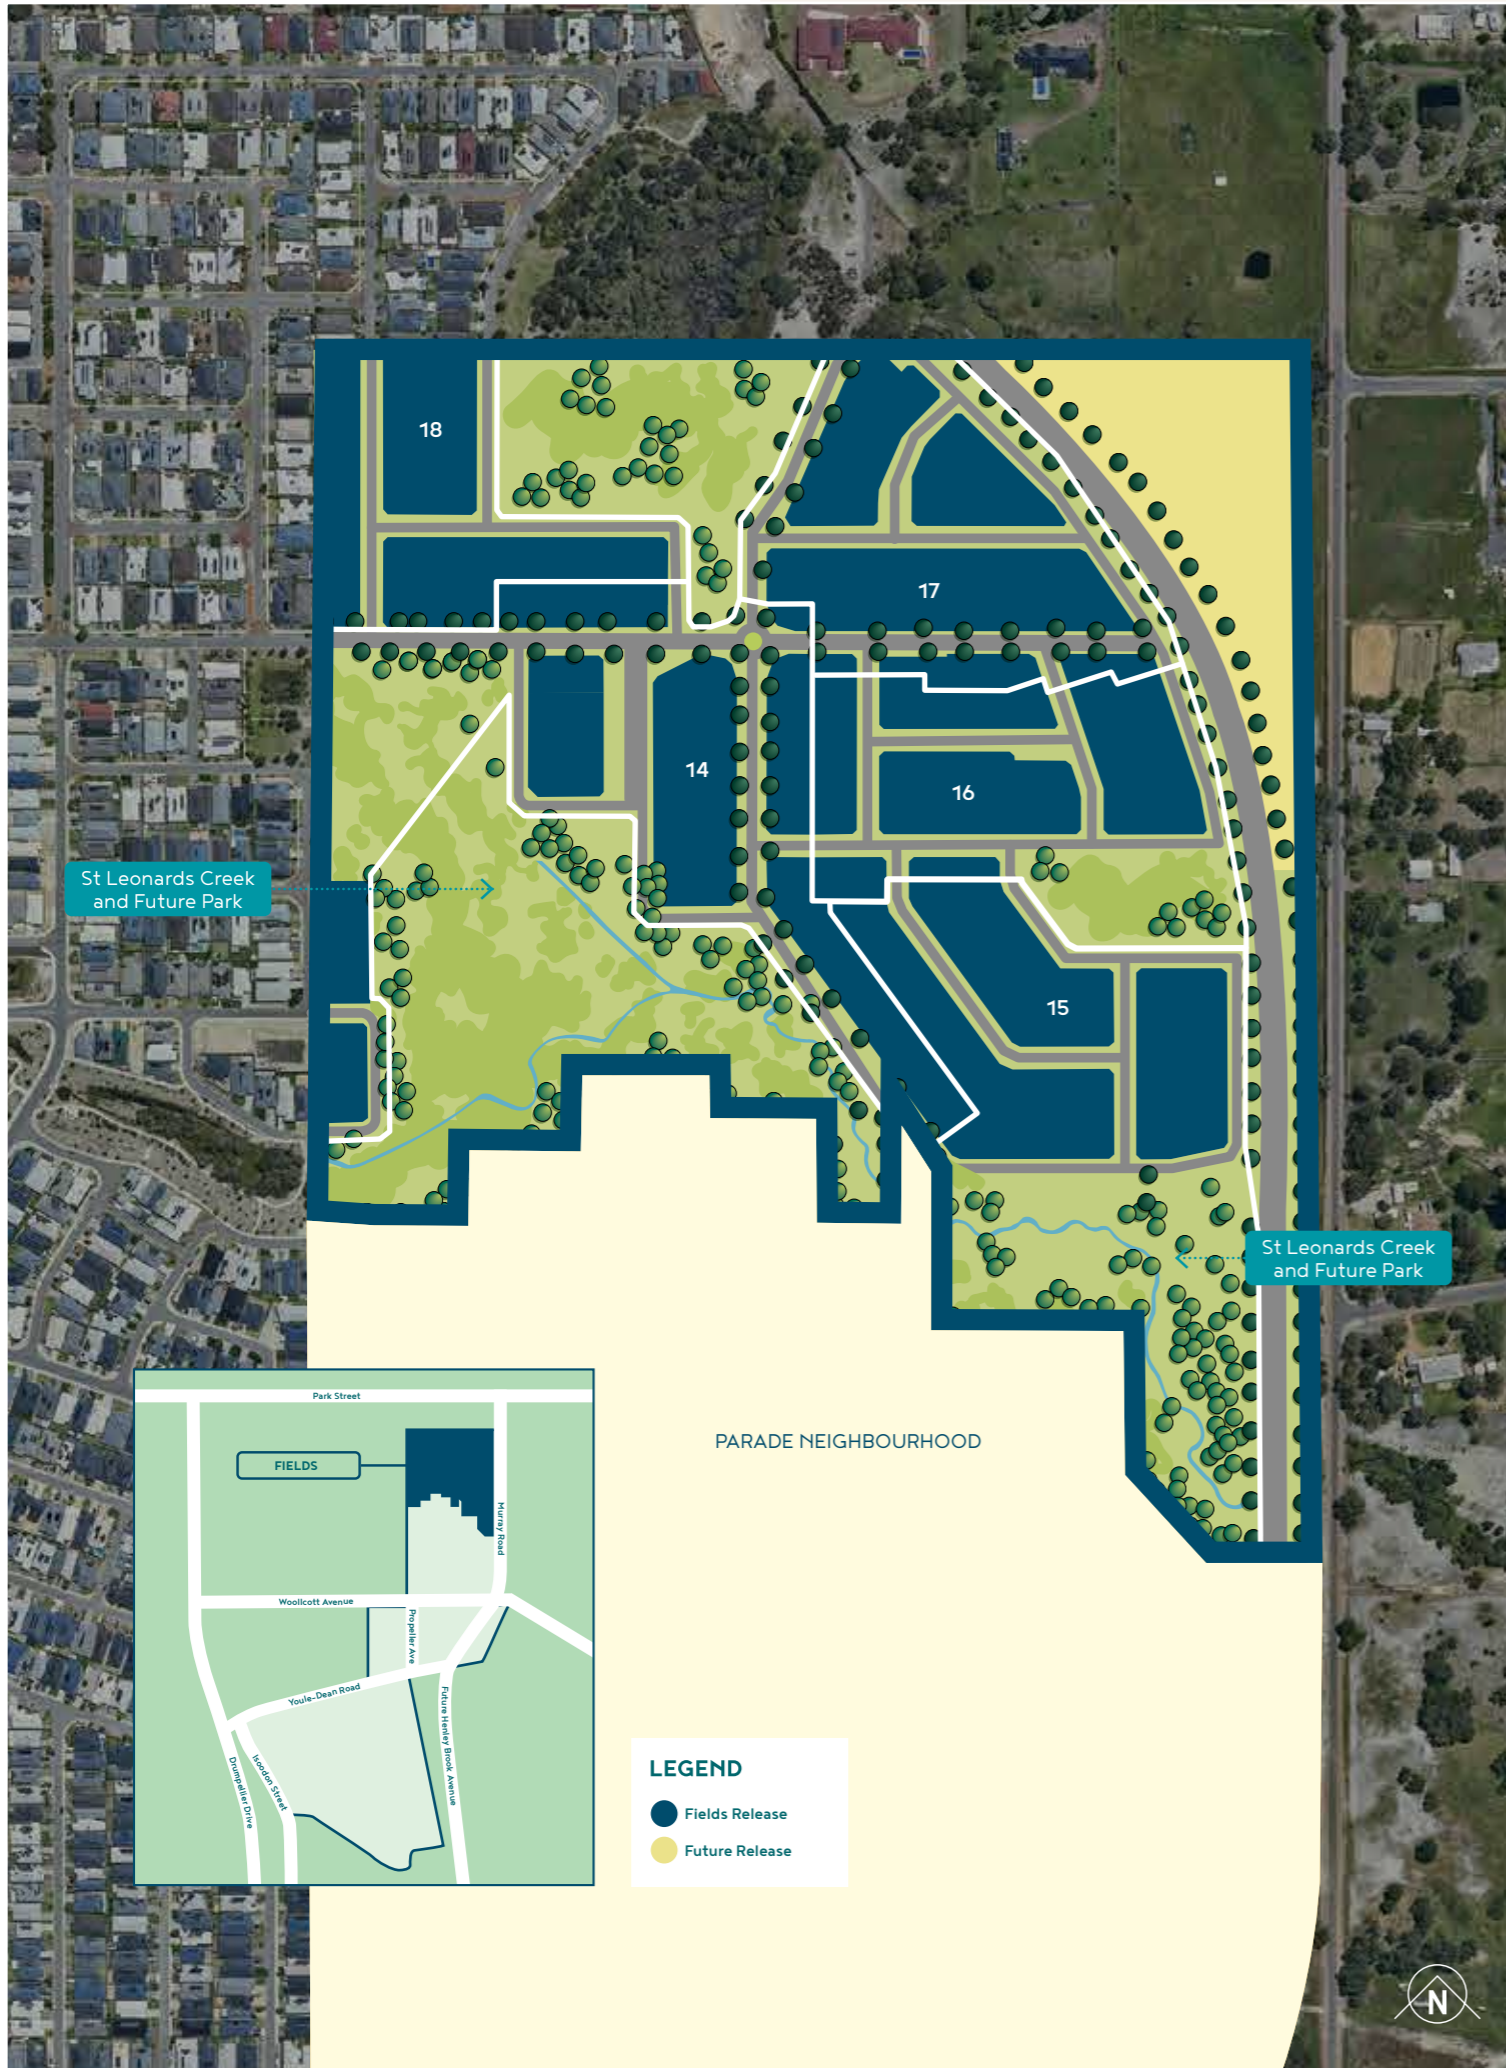 18
17
14
16
St Leonards Creek
and Future Park
15
St Leonards Creek
and Future Park
Park Street
FIELDS
PARADE NEIGHBOURHOOD
Murray Road
Woollcott Avenue
Propeller Ave
Youle-Dean Road
Future Henley Brook Avenue
Isoodon Street
Drumpellier Drive
LEGEND
Fields Release
Future Release
N